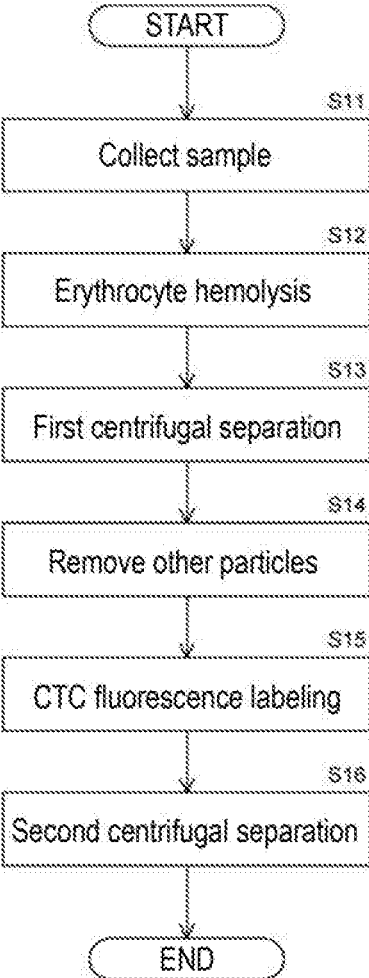 START
S11
Collect sample
S12
Erythrocyte hemolysis
S13
First centrifugal separation
S14
Remove other particles
S15
CTC fluorescence labeling
S16
Second centrifugal separation
END